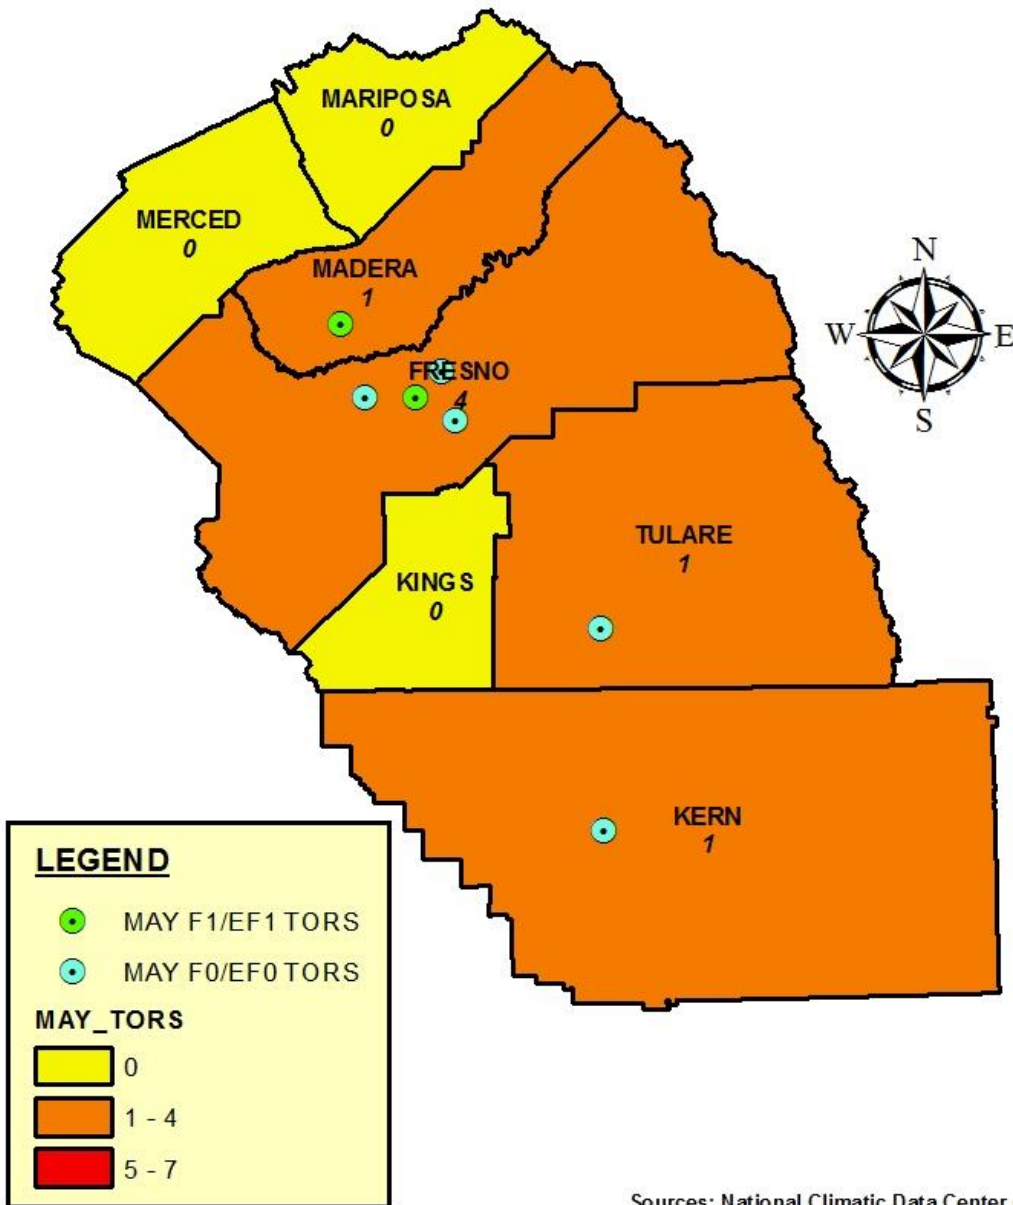 MARIPOSA
0
MERCED
0
N
W
E
S
MADERA
1
FRESNO
4
TULARE
1
KINGS
0
KERN
1
LEGEND
MAY F1/EF1 TORS
MAY F0/EF0 TORS
MAY_TORS
0
1 - 4
5 - 7
Sources: National Climatic Data Center